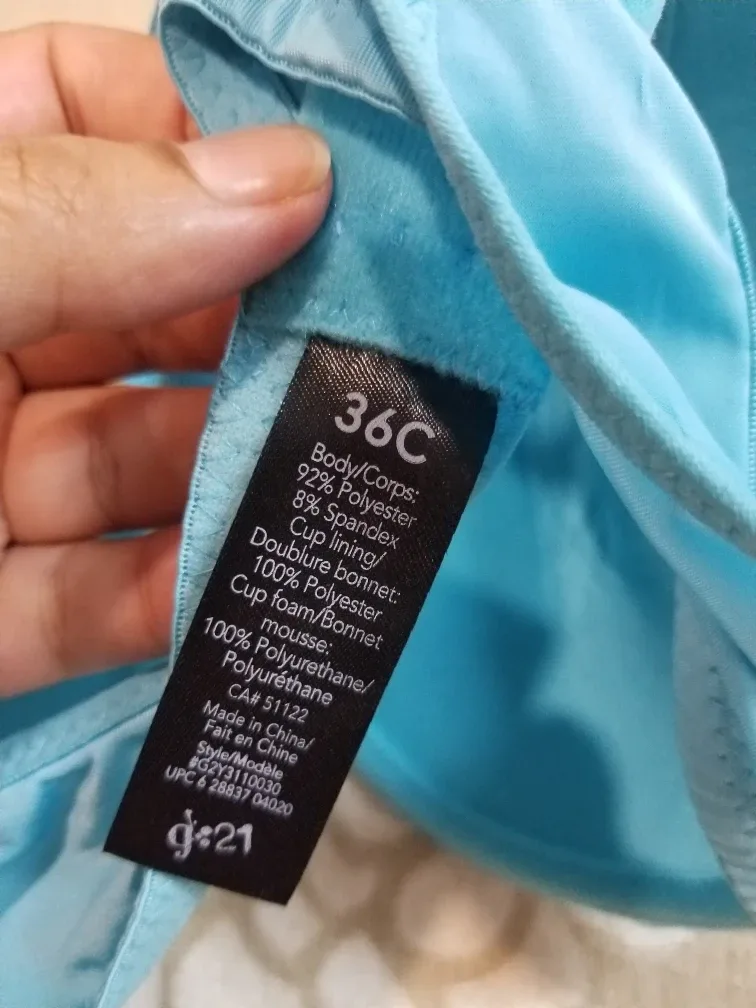 36C
Body/Corps:
92% Polyester
8% Spandex
Cup lining/
Doublure bonnet:
100% Polyester
Cup foam/Bonnet
mousse:
100% Polyurethane/
Polyuréthane
CA# 51122
Made in China/
Fait en Chine
Style/Modèle
#G2Y3110030
UPC 6 28837 04020
g:21